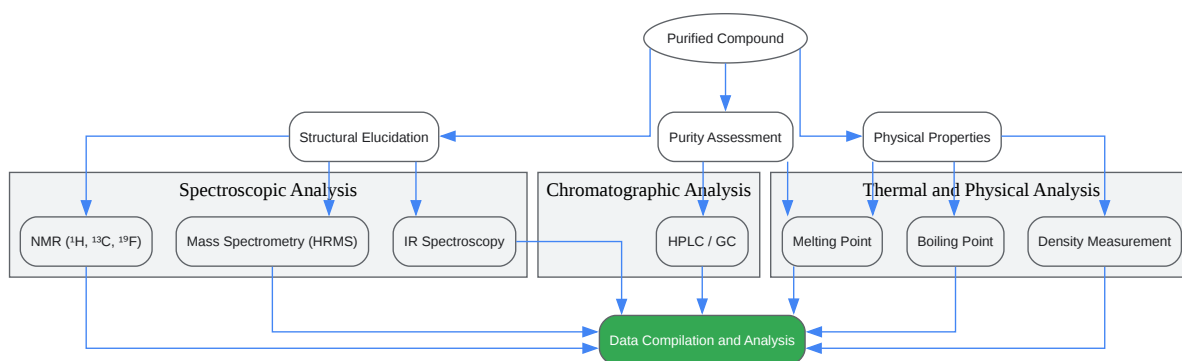 Purified Compound
Structural Elucidation
Purity Assessment
Physical Properties
Spectroscopic Analysis
Chromatographic Analysis
Thermal and Physical Analysis
NMR (¹H, ¹³C, ¹⁹F)
Mass Spectrometry (HRMS)
IR Spectroscopy
HPLC / GC
Melting Point
Boiling Point
Density Measurement
Data Compilation and Analysis